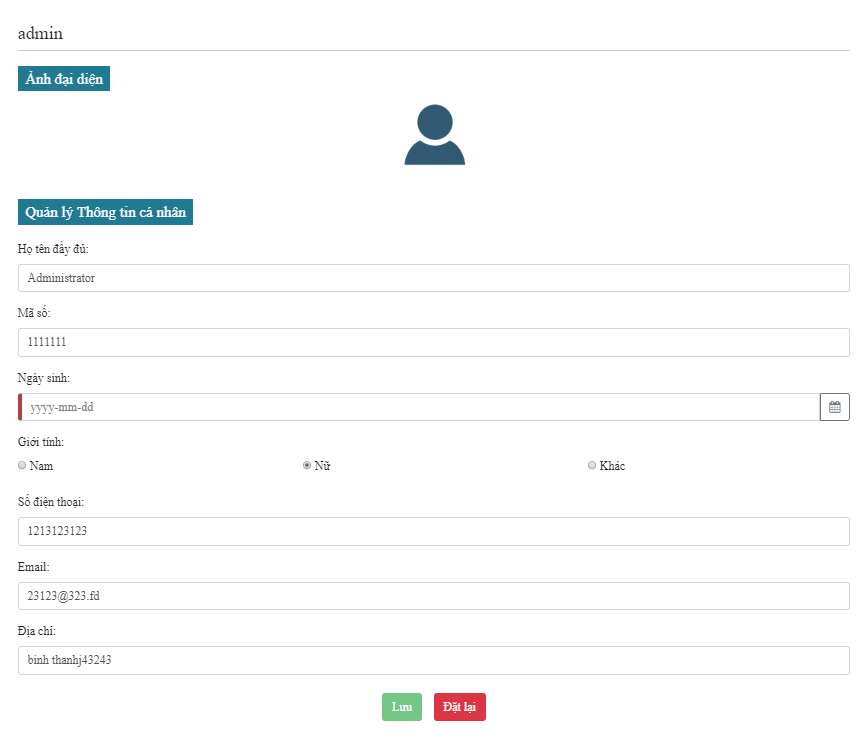 admin
Ảnh đại diện
Quản lý Thông tin cá nhân
Họ tên đầy đủ:
Administrator
Mã số:
1111111
Ngày sinh:
yyyy-mm-dd
Giới tính:
Nam Nữ Khác
Số điện thoại:
1213123123
Email:
23123@323.fd
Địa chỉ:
binh thanhj43243
Lưu Đặt lại